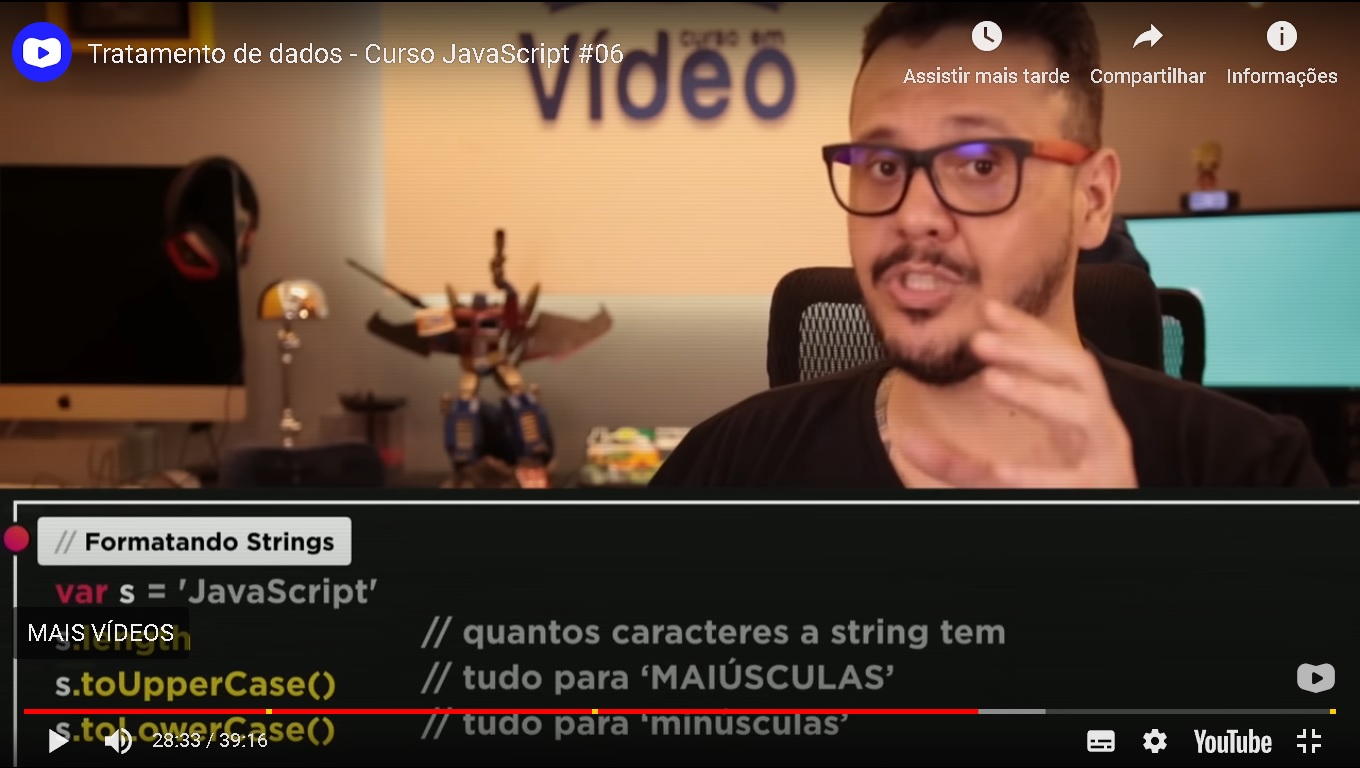 Tratamento de dados - Curso JavaScript #06
Assistir mais tarde
Compartilhar
Informações
curso em
vídeo
// Formatando Strings
var s = 'JavaScript'
MAIS VÍDEOS
s.length // quantos caracteres a string tem
s.toUpperCase() // tudo para ‘MAIÚSCULAS’
s.toLowerCase() // tudo para ‘minúsculas’
28:33 / 39:16
YouTube